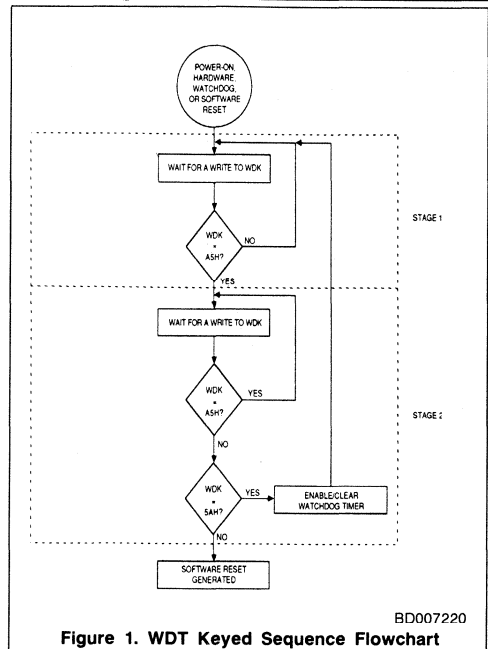 POWER-ON,
HARDWARE,
WATCHDOG,
OR SOFTWARE
RESET
WAIT FOR A WRITE TO WDK
STAGE 1
WDK
=
A5H?
NO
YES
WAIT FOR A WRITE TO WDK
WDK
=
A5H?
YES
STAGE 2
NO
WDK
=
5AH?
YES
ENABLE/CLEAR
WATCHDOG TIMER
NO
SOFTWARE RESET
GENERATED
BD007220
Figure 1. WDT Keyed Sequence Flowchart